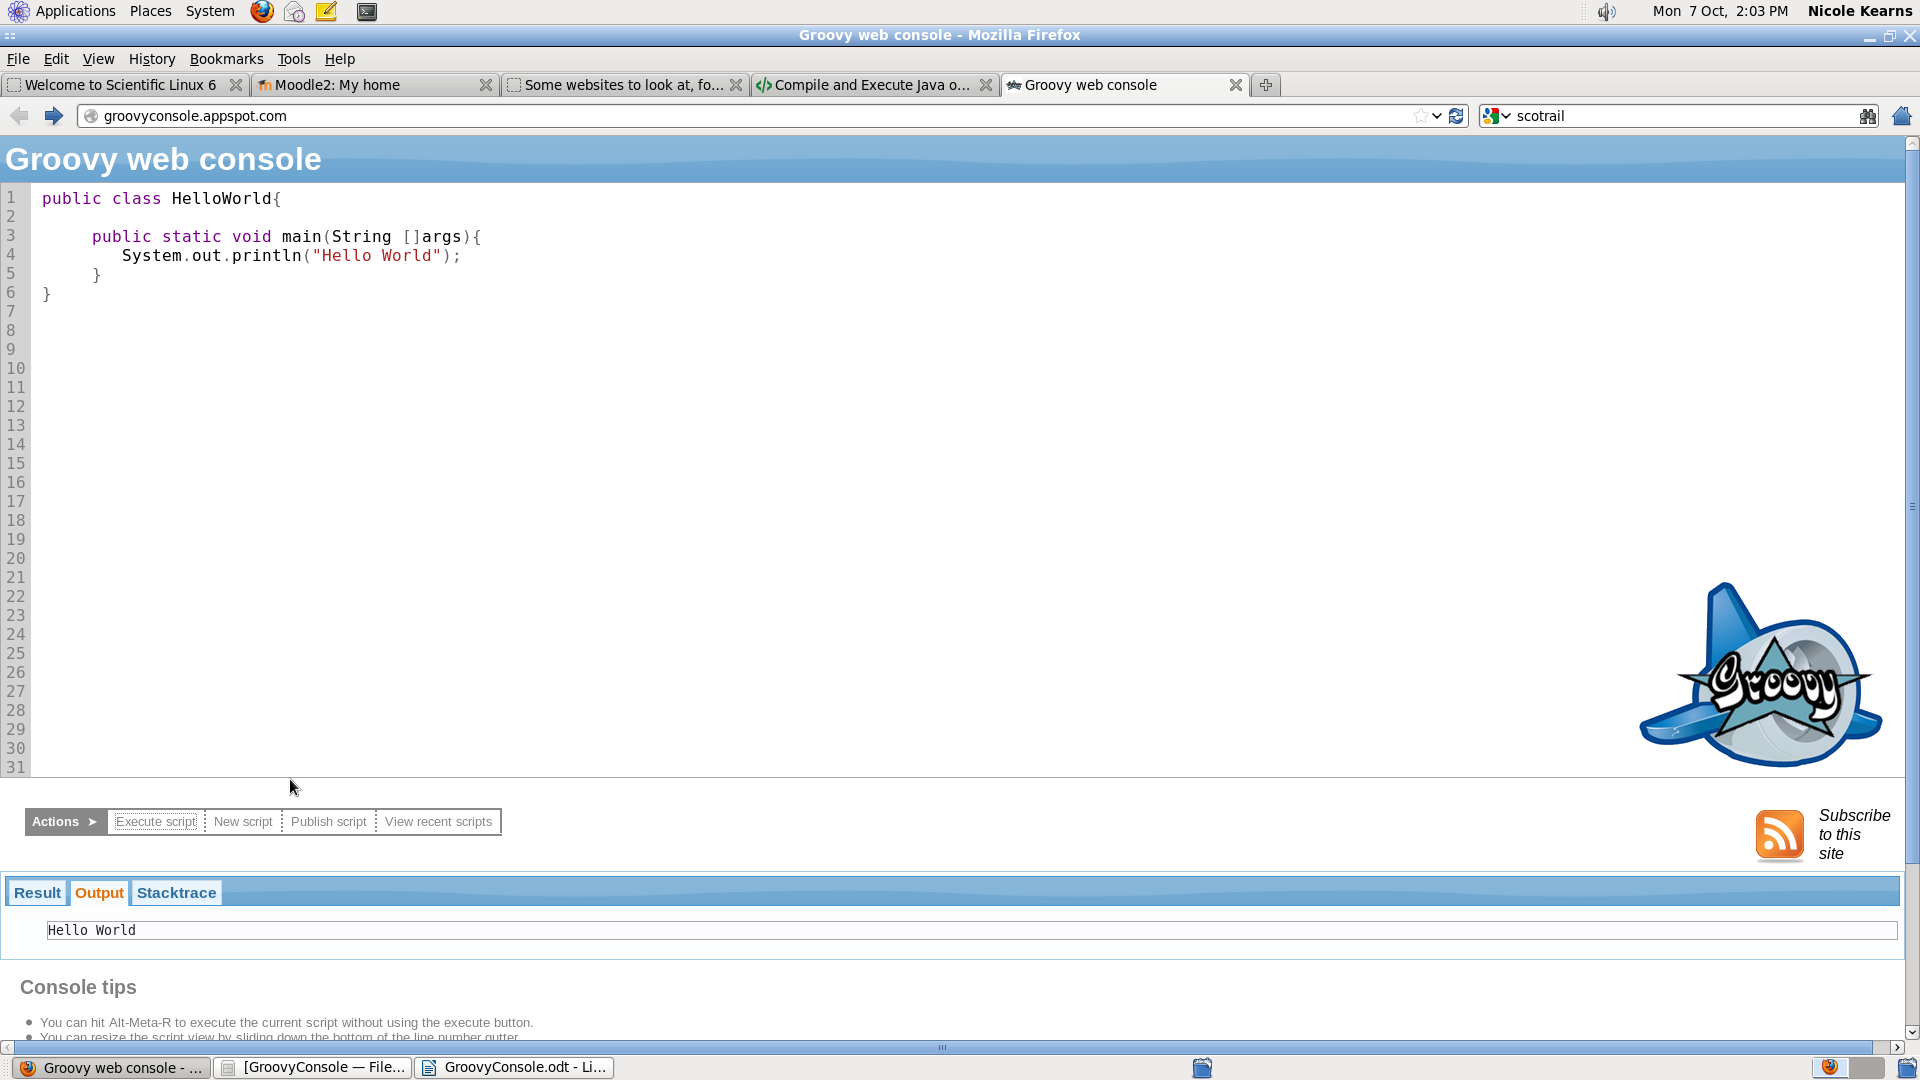 Applications Places System Mon 7 Oct, 2:03 PM Nicole Kearns
Groovy web console - Mozilla Firefox
File Edit View History Bookmarks Tools Help
Welcome to Scientific Linux 6 Moodle2: My home Some websites to look at, fo... Compile and Execute Java o... Groovy web console
groovyconsole.appspot.com scotrail
Groovy web console
1 public class HelloWorld{
2
3 public static void main(String []args){
4 System.out.println("Hello World");
5 }
6 }
7
8
9
10
11
12
13
14
15
16
17
18
19
20
21
22
23
24
25
26
27
28
29
30
31
Groovy
Actions Execute script New script Publish script View recent scripts
Subscribe
to this
site
Result Output Stacktrace
Hello World
Console tips
You can hit Alt-Meta-R to execute the current script without using the execute button.
You can resize the script view by sliding down the bottom of the line number gutter.
Groovy web console - ... [GroovyConsole — File... GroovyConsole.odt - Li...